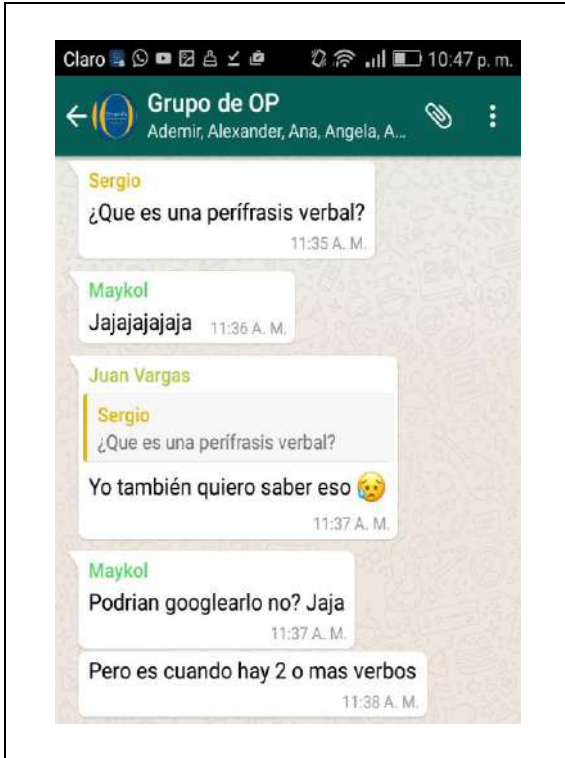 Claro 10:47 p. m.
Grupo de OP
Ademir, Alexander, Ana, Angela, A...
Sergio
¿Que es una perífrasis verbal?
11:35 A. M.
Maykol
Jajajajajaja 11:36 A. M.
Juan Vargas
Sergio
¿Que es una perífrasis verbal?
Yo también quiero saber eso 😥
11:37 A. M.
Maykol
Podrian googlearlo no? Jaja
11:37 A. M.
Pero es cuando hay 2 o mas verbos
11:38 A. M.